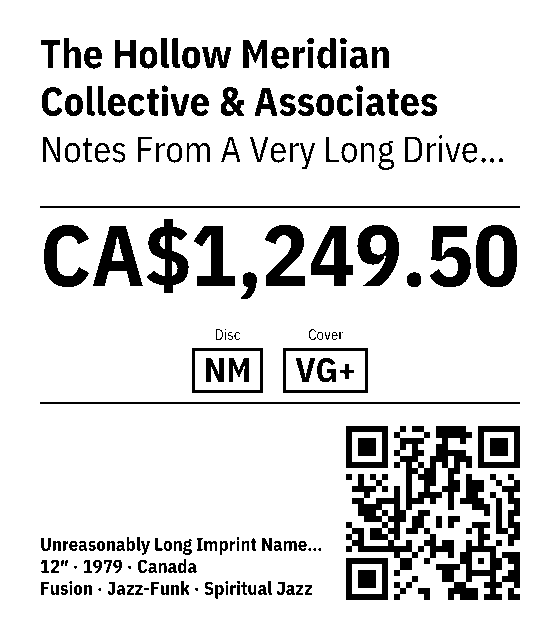 The Hollow Meridian
Collective & Associates
Notes From A Very Long Drive...
CA$1,249.50
Disc Cover
NM VG+
Unreasonably Long Imprint Name...
12″ · 1979 · Canada
Fusion · Jazz-Funk · Spiritual Jazz